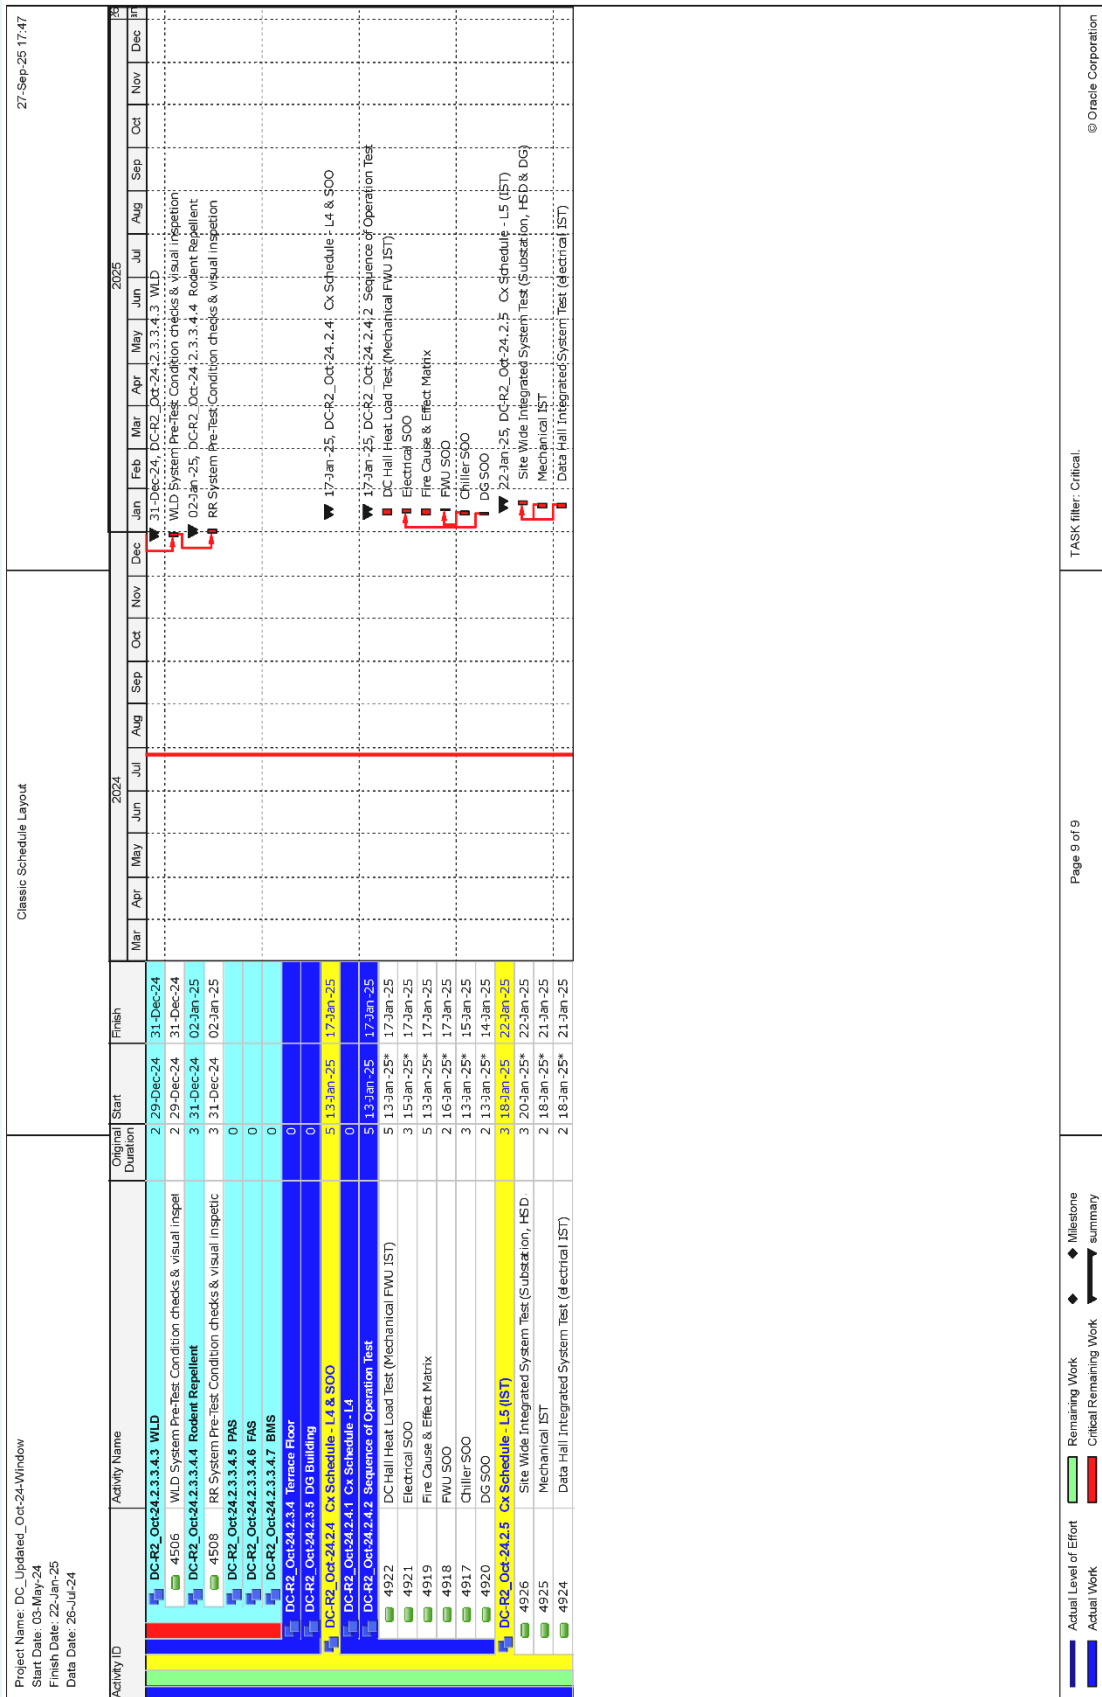 Project Name: DC_Updated_Oct-24-Window
Start Date: 03-May-24
Finish Date: 22-Jan-25
Data Date: 26-Jul-24
Classic Schedule Layout
27-Sep-25 17:47
Activity ID Activity Name Original Duration Start Finish
2024 2025 26
Mar Apr May Jun Jul Aug Sep Oct Nov Dec Jan Feb Mar Apr May Jun Jul Aug Sep Oct Nov Dec
DC-R2_Oct-24.2.3.3.4.3 WLD 2 29-Dec-24 31-Dec-24 31-Dec-24, DC-R2_Oct-24.2.3.3.4.3 WLD
4506 WLD System Pre-Test Condition checks & visual inspe 2 29-Dec-24 31-Dec-24 WLD System Pre-Test Condition checks & visual inspetion
DC-R2_Oct-24.2.3.3.4.4 Rodent Repellent 3 31-Dec-24 02-Jan-25 02-Jan-25, DC-R2_Oct-24.2.3.3.4.4 Rodent Repellent
4508 RR System Pre-Test Condition checks & visual inspetic 3 31-Dec-24 02-Jan-25 RR System Pre-Test Condition checks & visual inspetion
DC-R2_Oct-24.2.3.3.4.5 PAS 0
DC-R2_Oct-24.2.3.3.4.6 FAS 0
DC-R2_Oct-24.2.3.3.4.7 BMS 0
DC-R2_Oct-24.2.3.4 Terrace Floor 0
DC-R2_Oct-24.2.3.5 DG Building 0
DC-R2_Oct-24.2.4 Cx Schedule - L4 & SOO 5 13-Jan-25 17-Jan-25 17-Jan-25, DC-R2_Oct-24.2.4 Cx Schedule - L4 & SOO
DC-R2_Oct-24.2.4.1 Cx Schedule - L4 0
DC-R2_Oct-24.2.4.2 Sequence of Operation Test 5 13-Jan-25 17-Jan-25 17-Jan-25, DC-R2_Oct-24.2.4.2 Sequence of Operation Test
4922 DC Hall Heat Load Test (Mechanical FWU IST) 5 13-Jan-25* 17-Jan-25 DC Hall Heat Load Test (Mechanical FWU IST)
4921 Electrical SOO 3 15-Jan-25* 17-Jan-25 Electrical SOO
4919 Fire Cause & Effect Matrix 5 13-Jan-25* 17-Jan-25 Fire Cause & Effect Matrix
4918 FWU SOO 2 16-Jan-25* 17-Jan-25 FWU SOO
4917 Chiller SOO 3 13-Jan-25* 15-Jan-25 Chiller SOO
4920 DG SOO 2 13-Jan-25* 14-Jan-25 DG SOO
DC-R2_Oct-24.2.5 Cx Schedule - L5 (IST) 3 18-Jan-25 22-Jan-25 22-Jan-25, DC-R2_Oct-24.2.5 Cx Schedule - L5 (IST)
4926 Site Wide Integrated System Test (Substation, HSD 3 20-Jan-25* 22-Jan-25 Site Wide Integrated System Test (Substation, HSD & DG)
4925 Mechanical IST 2 18-Jan-25* 21-Jan-25 Mechanical IST
4924 Data Hall Integrated System Test (electrical IST) 2 18-Jan-25* 21-Jan-25 Data Hall Integrated System Test (electrical IST)
Actual Level of Effort Remaining Work Milestone
Actual Work Critical Remaining Work summary
Page 9 of 9
TASK filter: Critical.
© Oracle Corporation